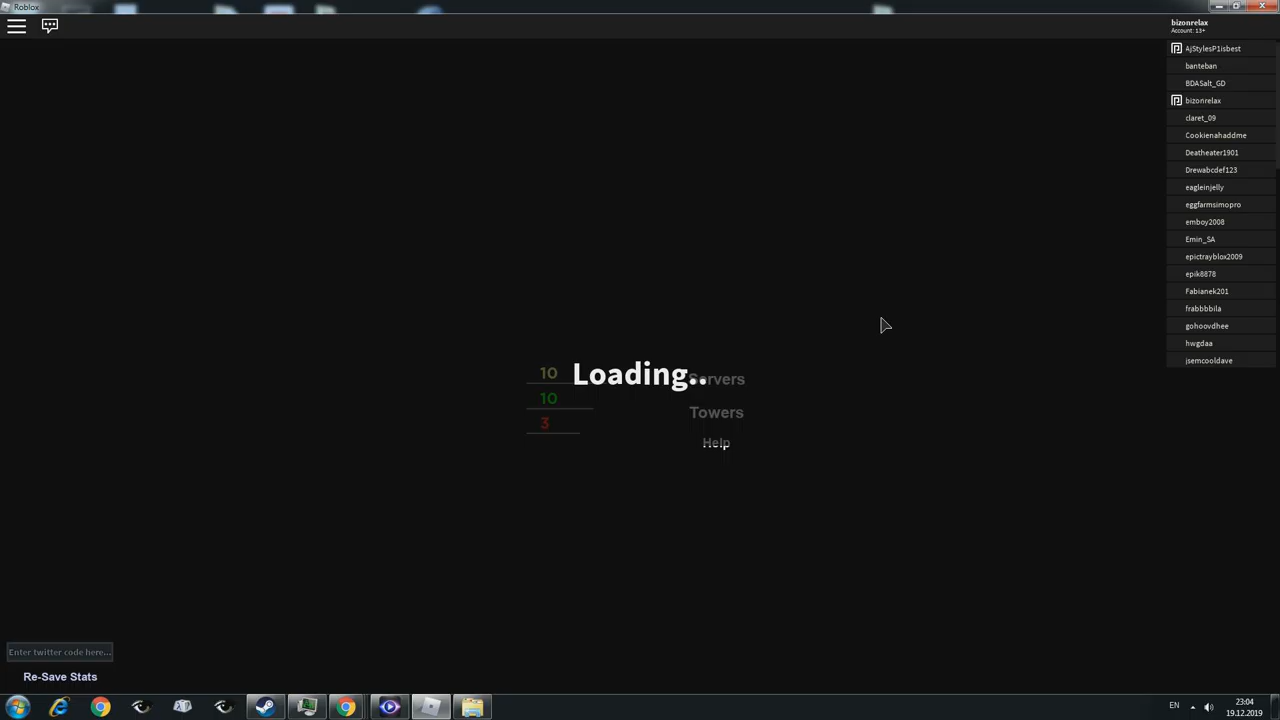 Roblox
bizonrelax
Account: 13+
AjStylesP1isbest
banteban
BDASalt_GD
bizonrelax
claret_09
Cookienahaddme
Deatheater1901
Drewabcdef123
eagleinjelly
eggfarmsimopro
emboy2008
Emin_SA
epictrayblox2009
epik8878
Fabianek201
frabbbbila
gohoovdhee
hwgdaa
jsemcooldave
10
10
3
Loading..
Servers
Towers
Help
Enter twitter code here...
Re-Save Stats
EN
23:04
19.12.2019